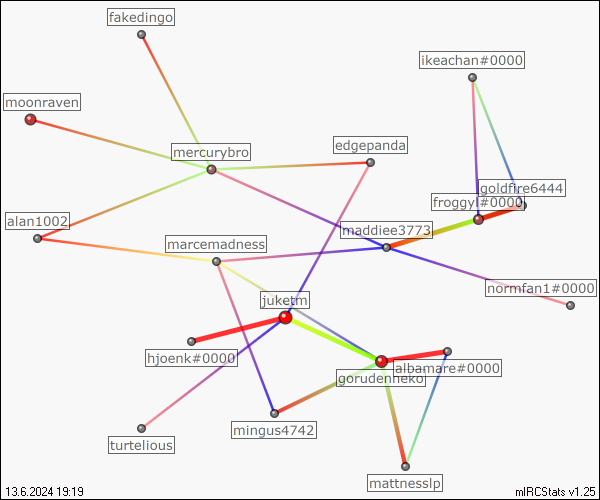 fakedingo
ikeachan#0000
moonraven
mercurybro
edgepanda
goldfire6444
froggyl#0000
alan1002
maddiee3773
marcemadness
normfan1#0000
juketm
hjoenk#0000
albamare#0000
gorudenneko
mingus4742
turtelious
mattnesslp
13.6.2024 19:19
mIRCStats v1.25